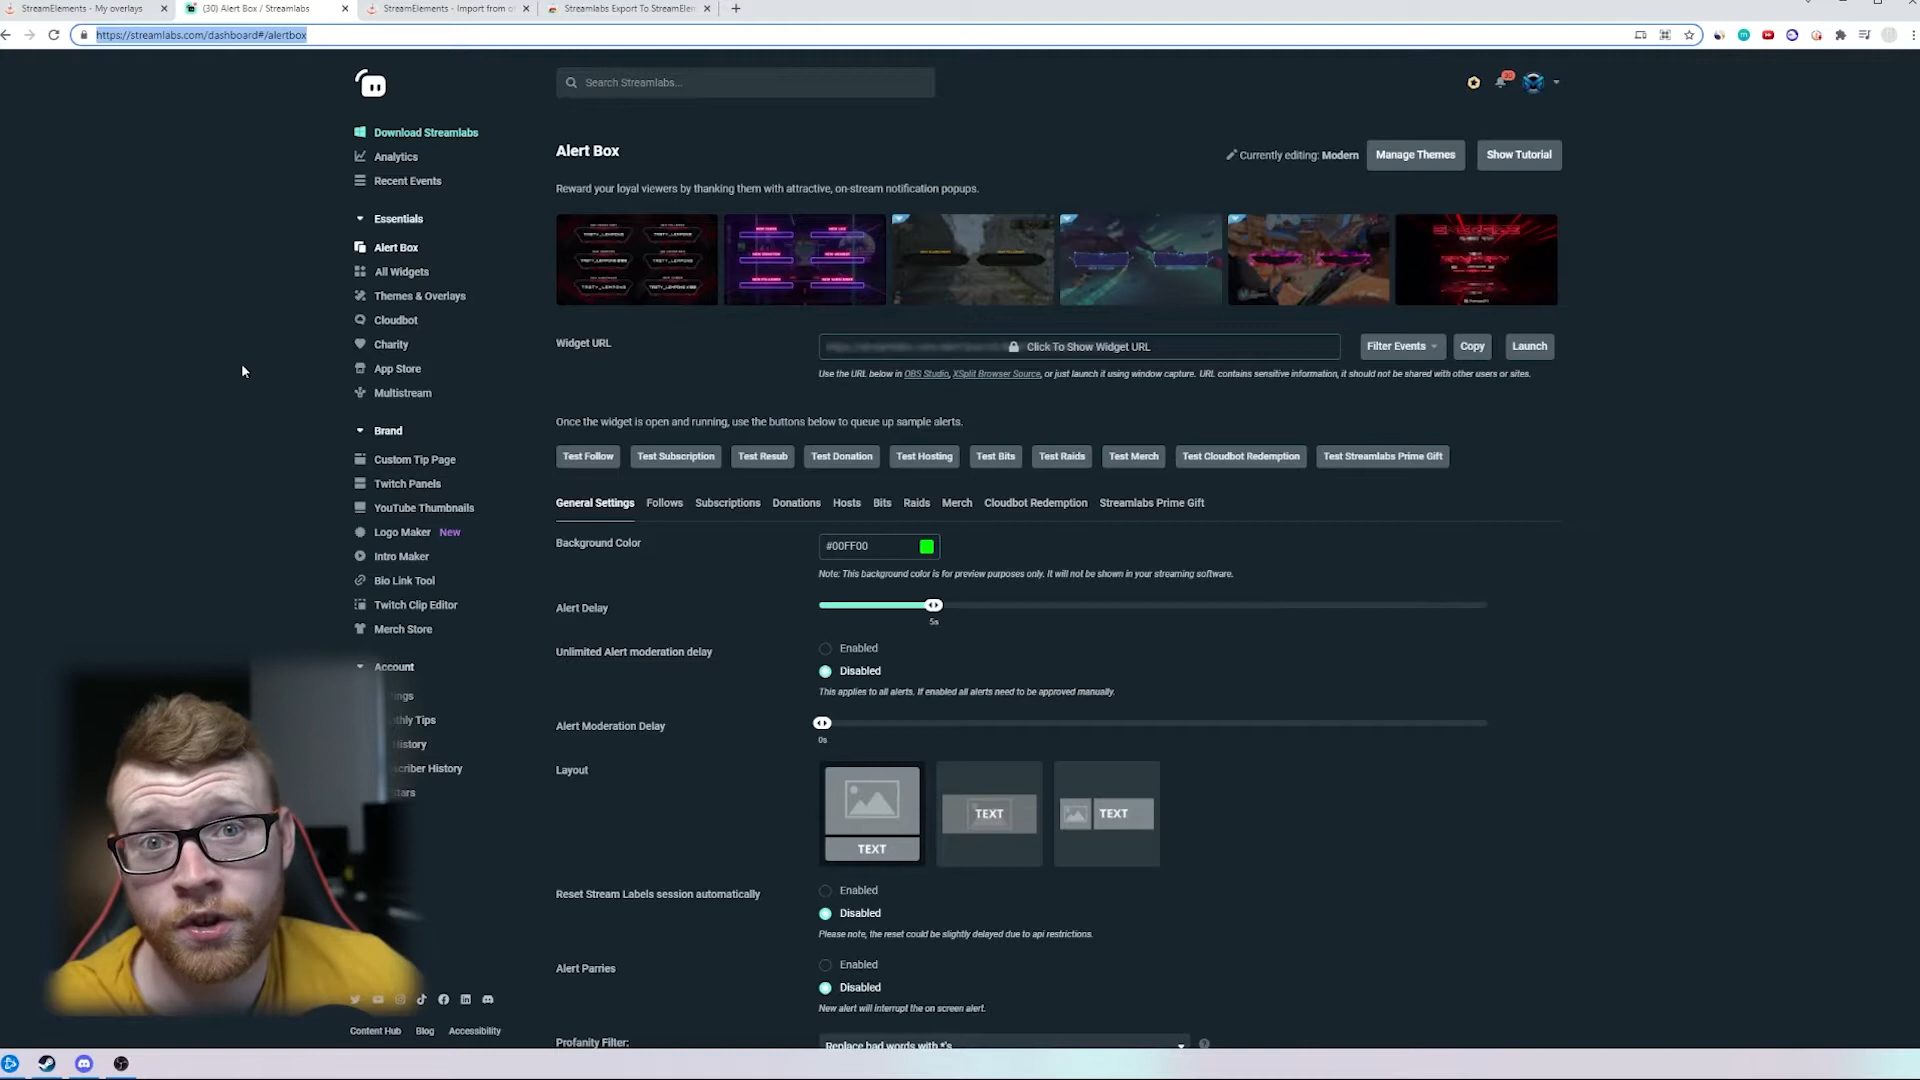 StreamElements - My overlays
(30) Alert Box / Streamlabs
StreamElements - Import from o
Streamlabs Export To StreamEle
https://streamlabs.com/dashboard#/alertbox
Search Streamlabs...
30
Download Streamlabs
Analytics
Recent Events
Essentials
Alert Box
All Widgets
Themes & Overlays
Cloudbot
Charity
App Store
Multistream
Brand
Custom Tip Page
Twitch Panels
YouTube Thumbnails
Logo Maker New
Intro Maker
Bio Link Tool
Twitch Clip Editor
Merch Store
Account
ngs
thly Tips
History
scriber History
tars
Content Hub Blog Accessibility
Alert Box
Currently editing: Modern
Manage Themes
Show Tutorial
Reward your loyal viewers by thanking them with attractive, on-stream notification popups.
Widget URL
Click To Show Widget URL
Filter Events
Copy
Launch
Use the URL below in OBS Studio, XSplit Browser Source, or just launch it using window capture. URL contains sensitive information, it should not be shared with other users or sites.
Once the widget is open and running, use the buttons below to queue up sample alerts.
Test Follow Test Subscription Test Resub Test Donation Test Hosting Test Bits Test Raids Test Merch Test Cloudbot Redemption Test Streamlabs Prime Gift
General Settings Follows Subscriptions Donations Hosts Bits Raids Merch Cloudbot Redemption Streamlabs Prime Gift
Background Color
#00FF00
Note: This background color is for preview purposes only. It will not be shown in your streaming software.
Alert Delay
5s
Unlimited Alert moderation delay
Enabled
Disabled
This applies to all alerts. If enabled all alerts need to be approved manually.
Alert Moderation Delay
0s
Layout
TEXT
TEXT
TEXT
Reset Stream Labels session automatically
Enabled
Disabled
Please note, the reset could be slightly delayed due to api restrictions.
Alert Parries
Enabled
Disabled
New alert will interrupt the on screen alert.
Profanity Filter:
Replace bad words with *'s